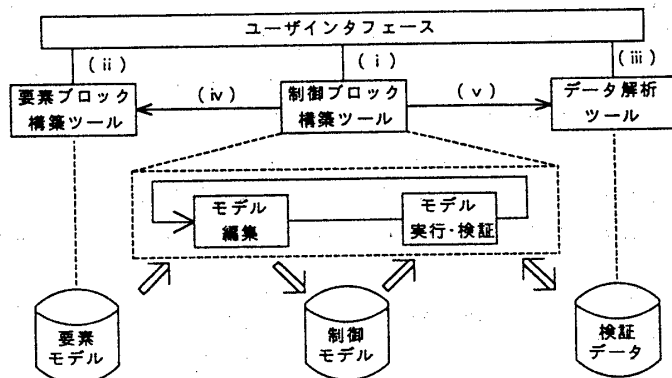 ユーザインタフェース
(ii)
(i)
(iii)
要素ブロック
構築ツール
(iv)
制御ブロック
構築ツール
(v)
データ解析
ツール
モデル
編集
モデル
実行・検証
要素
モデル
制御
モデル
検証
データ